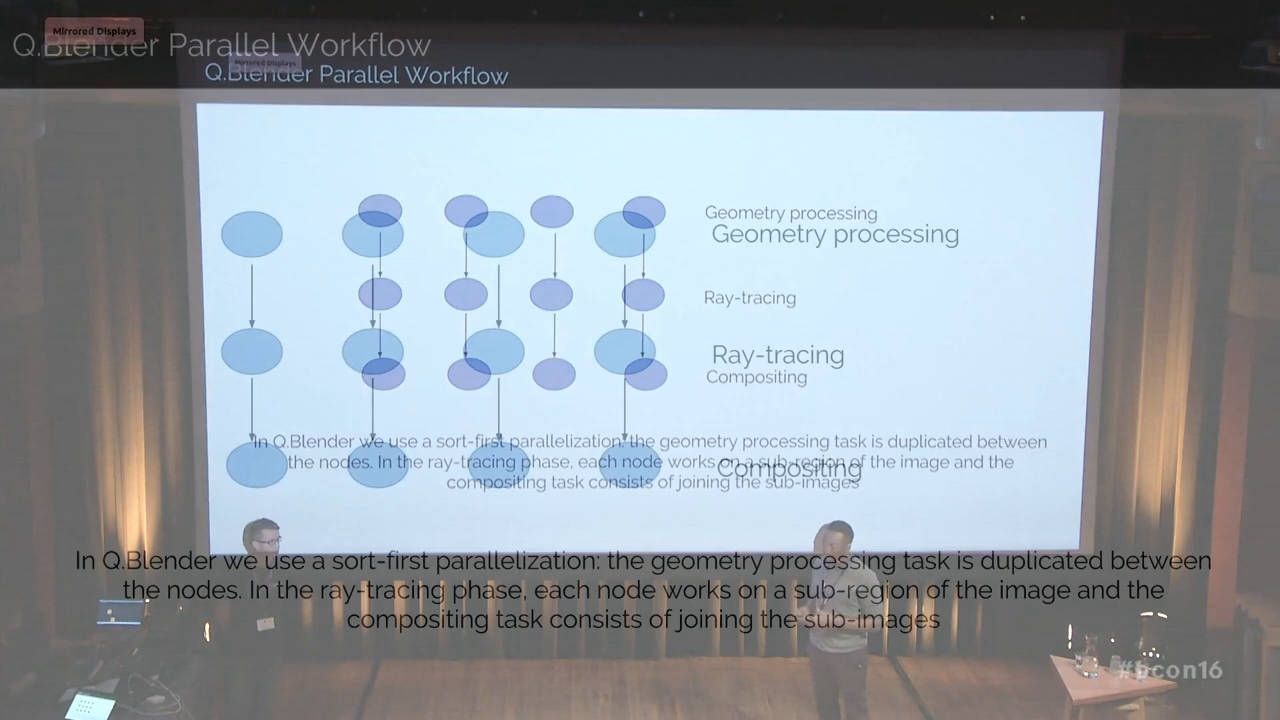 Mirrored Displays
Q.Blender Parallel Workflow
Mirrored Displays
Q.Blender Parallel Workflow
Geometry processing
Geometry processing
Ray-tracing
Ray-tracing
Compositing
In Q.Blender we use a sort-first parallelization: the geometry processing task is duplicated between
the nodes. In the ray-tracing phase, each node works on a sub-region of the image and the
Compositing
compositing task consists of joining the sub-images
In Q.Blender we use a sort-first parallelization: the geometry processing task is duplicated between
the nodes. In the ray-tracing phase, each node works on a sub-region of the image and the
compositing task consists of joining the sub-images
#bcon16